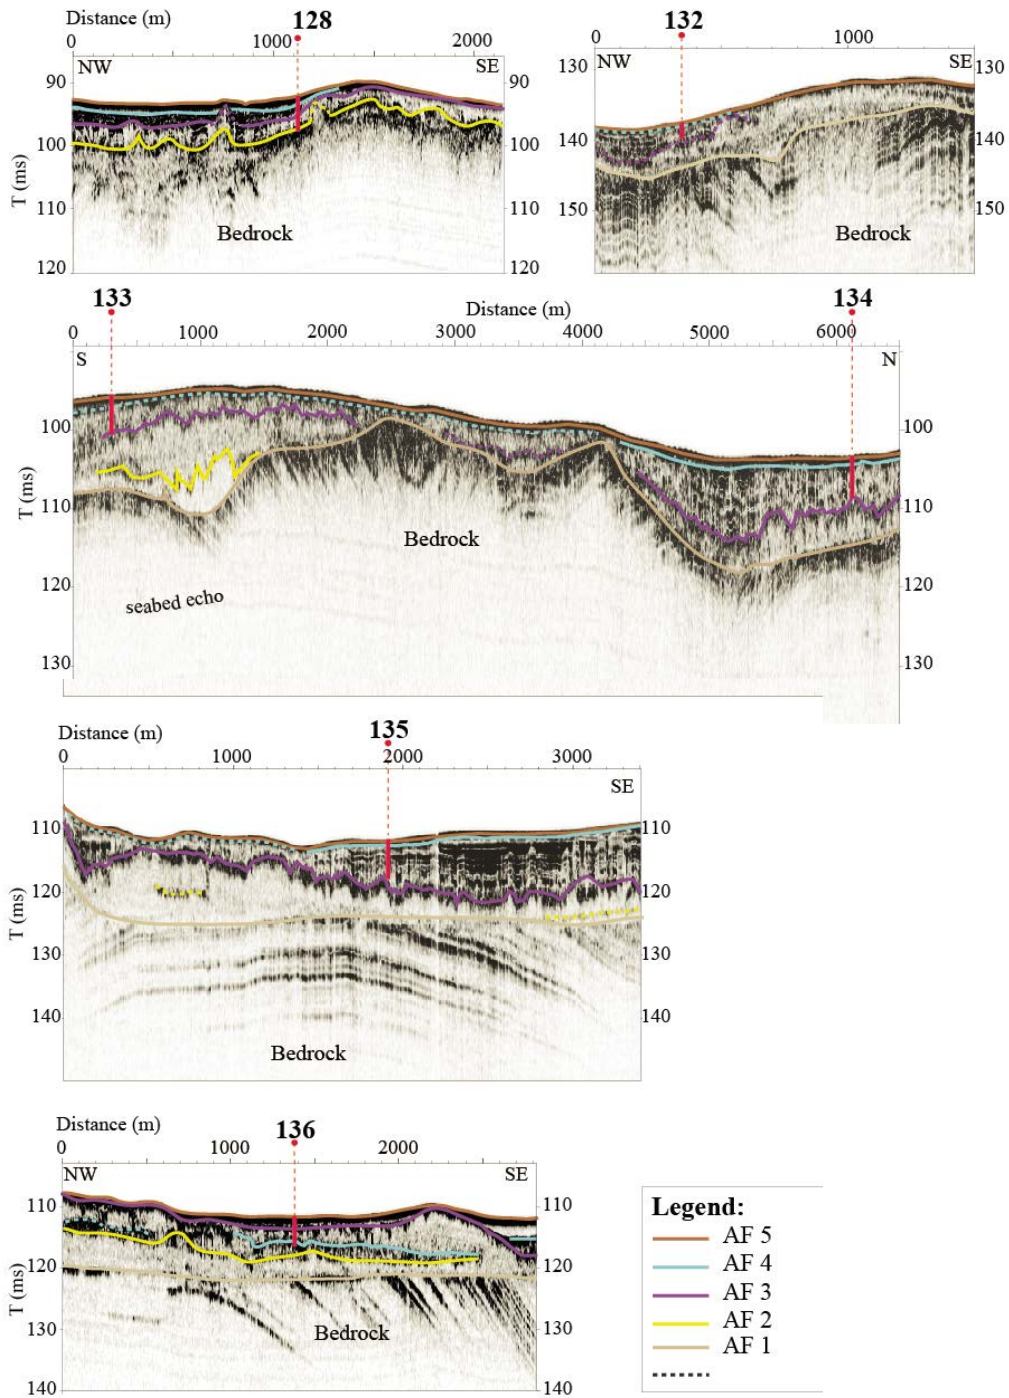 Distance (m) 128
0 1000 2000
NW SE
90 90
100 100
110 110
120 120
T (ms)
Bedrock
132
0 1000
130 NW SE 130
140 140
150 150
Bedrock
133 Distance (m) 134
0 1000 2000 3000 4000 5000 6000
S N
100 100
110 110
120 120
130 130
T (ms)
Bedrock
seabed echo
Distance (m) 135
0 1000 2000 3000
SE
110 110
120 120
130 130
140 140
T (ms)
Bedrock
Distance (m) 136
0 1000 2000
NW SE
110 110
120 120
130 130
140 140
T (ms)
Bedrock
Legend:
AF 5
AF 4
AF 3
AF 2
AF 1